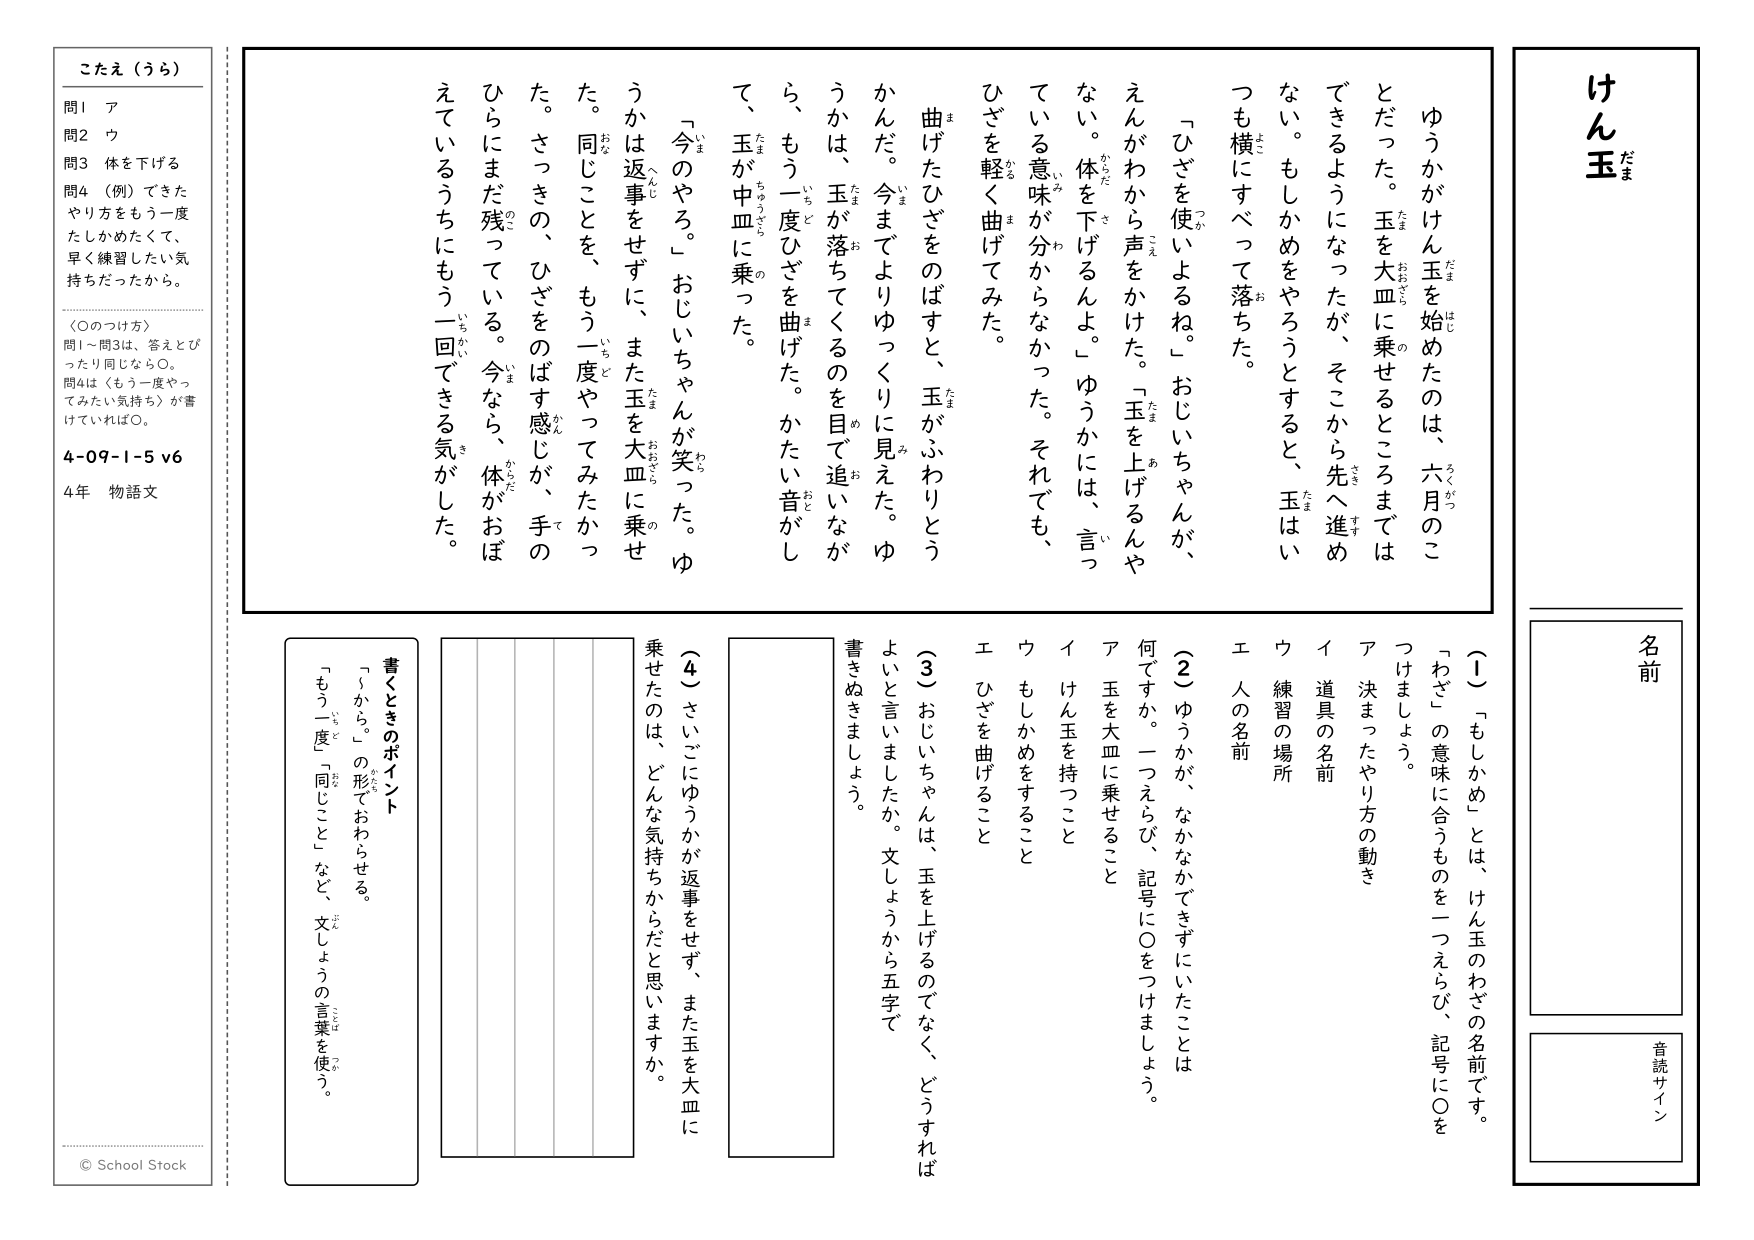 けん玉
だま
名前
音読サイン
ゆうかがけん玉を始めたのは、六月のこ
とだった。玉を大皿に乗せるところまでは
できるようになったが、そこから先へ進め
ない。もしかめをやろうとすると、玉はい
つも横にすべって落ちた。
「ひざを使いよるね。」おじいちゃんが、
えんがわから声をかけた。「玉を上げるんや
ない。体を下げるんよ。」ゆうかには、言っ
ている意味が分からなかった。それでも、
ひざを軽く曲げてみた。
曲げたひざをのばすと、玉がふわりとう
かんだ。今までよりゆっくりに見えた。ゆ
うかは、玉が落ちてくるのを目で追いなが
ら、もう一度ひざを曲げた。かたい音がし
て、玉が中皿に乗った。
「今のやろ。」おじいちゃんが笑った。ゆ
うかは返事をせずに、また玉を大皿に乗せ
た。同じことを、もう一度やってみたかっ
た。さっきの、ひざをのばす感じが、手の
ひらにまだ残っている。今なら、体がおぼ
えているうちにもう一回できる気がした。
(1)「もしかめ」とは、けん玉のわざの名前です。
「わざ」の意味に合うものを一つえらび、記号に○を
つけましょう。
ア 決まったやり方の動き
イ 道具の名前
ウ 練習の場所
エ 人の名前
(2)ゆうかが、なかなかできずにいたことは
何ですか。一つえらび、記号に○をつけましょう。
ア 玉を大皿に乗せること
イ けん玉を持つこと
ウ もしかめをすること
エ ひざを曲げること
(3)おじいちゃんは、玉を上げるのでなく、どうすれば
よいと言いましたか。文しょうから五字で
書きぬきましょう。
(4)さいごにゆうかが返事をせず、また玉を大皿に
乗せたのは、どんな気持ちからだと思いますか。
書くときのポイント
「～から。」の形でおわらせる。
「もう一度」「同じこと」など、文しょうの言葉を使う。
こたえ（うら）
問1 ア
問2 ウ
問3 体を下げる
問4 （例）できた
やり方をもう一度
たしかめたくて、
早く練習したい気
持ちだったから。
〈○のつけ方〉
問1～問3は、答えとぴ
ったり同じなら○。
問4は〈もう一度やっ
てみたい気持ち〉が書
けていれば○。
4-09-1-5 v6
4年 物語文
© School Stock